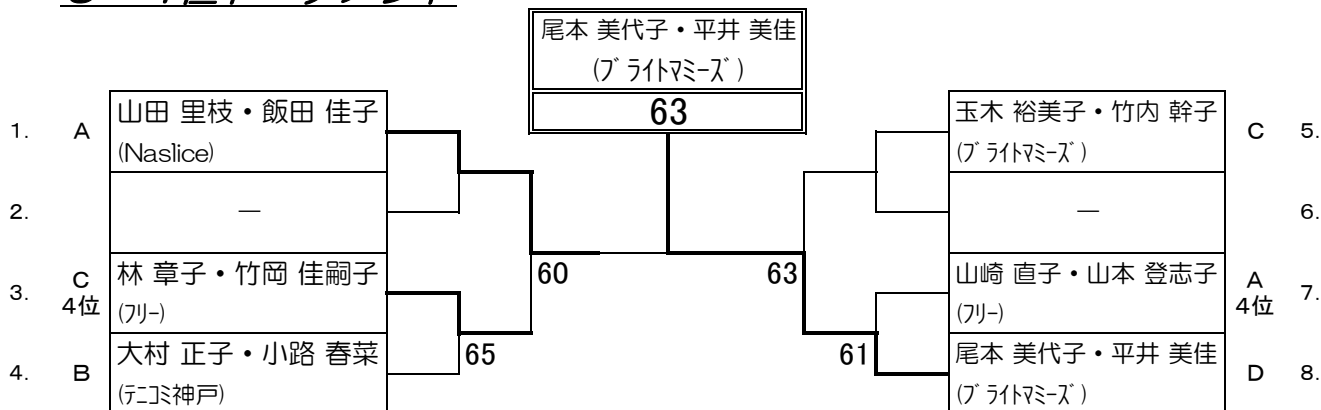 尾本 美代子・平井 美佳
(ブライトマミーズ)
63
1. A 山田 里枝・飯田 佳子
(Naslice)
2. ―
3. C 4位 林 章子・竹岡 佳嗣子
(フリー)
4. B 大村 正子・小路 春菜
(テニコミ神戸)
60
65
63
61
玉木 裕美子・竹内 幹子 C 5.
(ブライトマミーズ)
― 6.
山崎 直子・山本 登志子 A 4位 7.
(フリー)
尾本 美代子・平井 美佳 D 8.
(ブライトマミーズ)